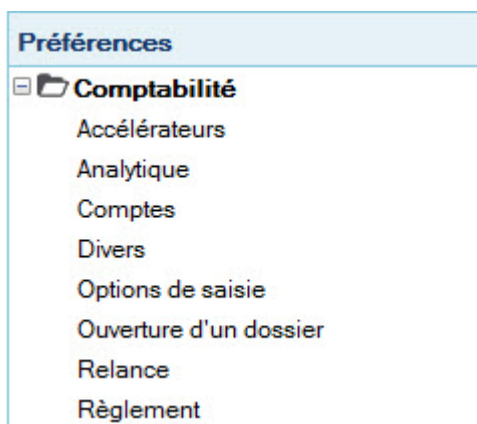 Préférences
Comptabilité
Accélérateurs
Analytique
Comptes
Divers
Options de saisie
Ouverture d'un dossier
Relance
Règlement